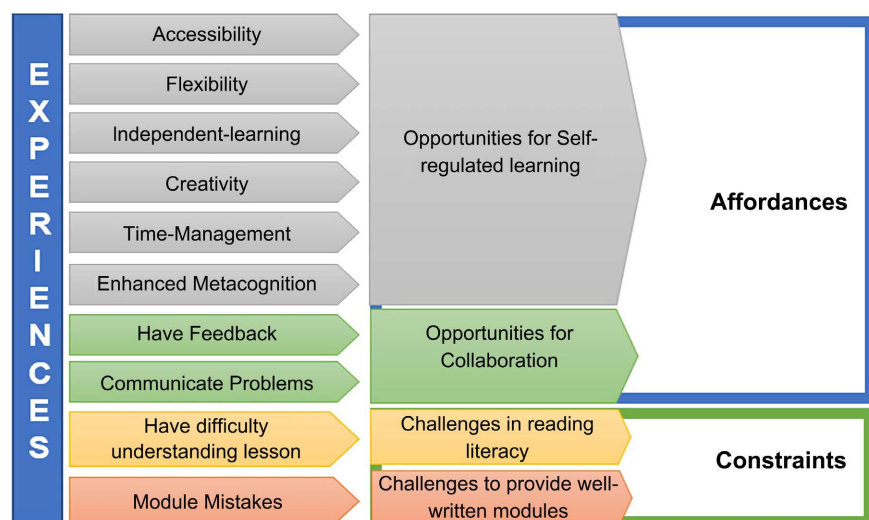 EXPERIENCES
Accessibility
Flexibility
Independent-learning
Creativity
Time-Management
Enhanced Metacognition
Have Feedback
Communicate Problems
Have difficulty
understanding lesson
Module Mistakes
Opportunities for Self-
regulated learning
Opportunities for
Collaboration
Challenges in reading
literacy
Challenges to provide well-
written modules
Affordances
Constraints